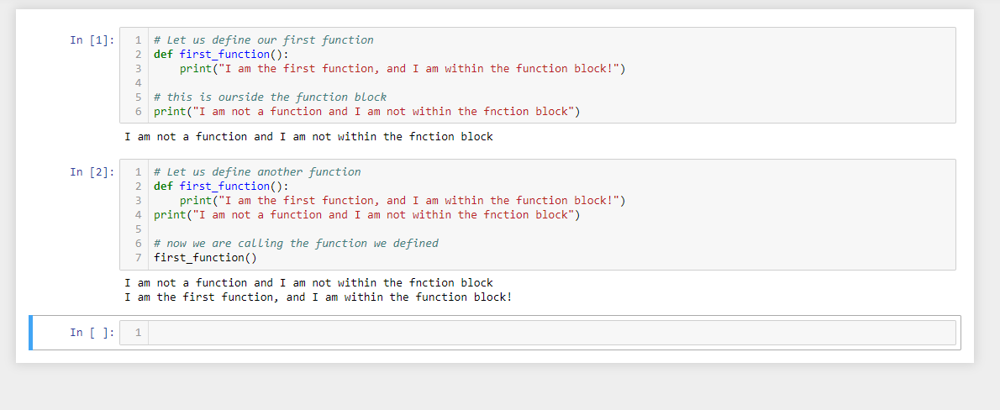 In [1]:
1 # Let us define our first function
2 def first_function():
3     print("I am the first function, and I am within the function block!")
4
5 # this is ourside the function block
6 print("I am not a function and I am not within the fnction block")
I am not a function and I am not within the fnction block
In [2]:
1 # Let us define another function
2 def first_function():
3     print("I am the first function, and I am within the function block!")
4 print("I am not a function and I am not within the fnction block")
5
6 # now we are calling the function we defined
7 first_function()
I am not a function and I am not within the fnction block
I am the first function, and I am within the function block!
In [ ]:
1